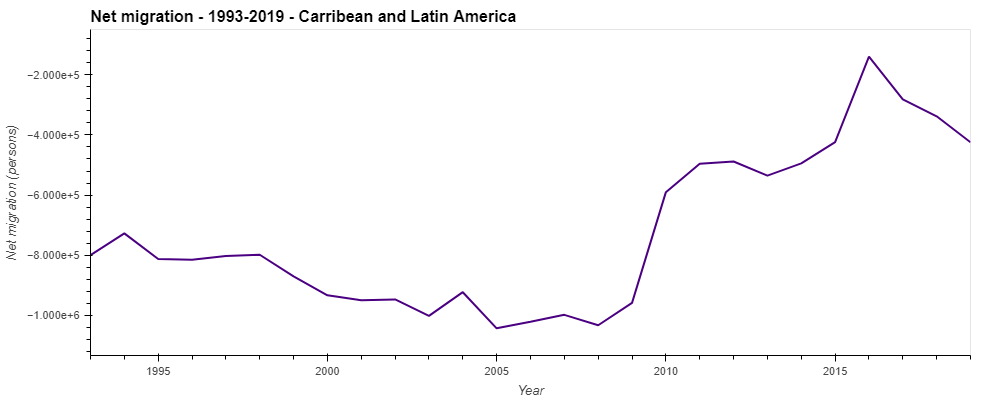 Net migration - 1993-2019 - Carribean and Latin America
−2.000e+5
−4.000e+5
−6.000e+5
−8.000e+5
−1.000e+6
Net migration (persons)
1995 2000 2005 2010 2015
Year